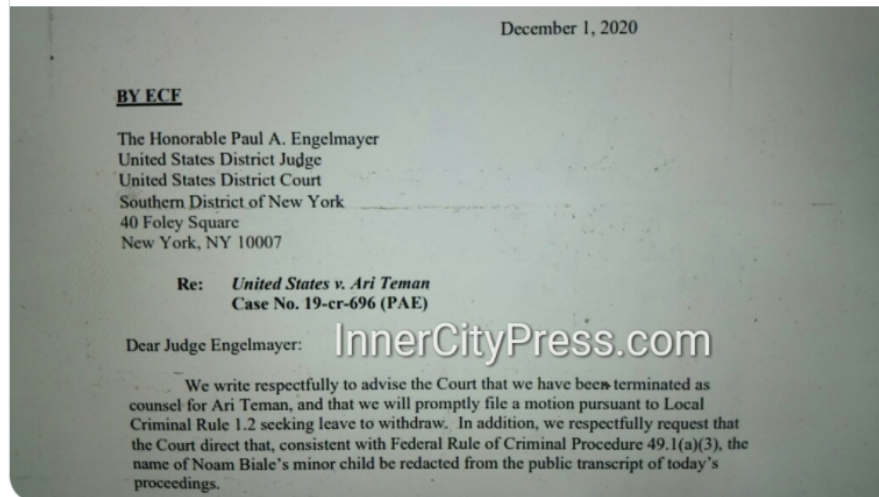 December 1, 2020
BY ECF
The Honorable Paul A. Engelmayer
United States District Judge
United States District Court
Southern District of New York
40 Foley Square
New York, NY 10007
Re: United States v. Ari Teman
Case No. 19-cr-696 (PAE)
Dear Judge Engelmayer:
InnerCityPress.com
We write respectfully to advise the Court that we have been terminated as
counsel for Ari Teman, and that we will promptly file a motion pursuant to Local
Criminal Rule 1.2 seeking leave to withdraw. In addition, we respectfully request that
the Court direct that, consistent with Federal Rule of Criminal Procedure 49.1(a)(3), the
name of Noam Biale's minor child be redacted from the public transcript of today's
proceedings.